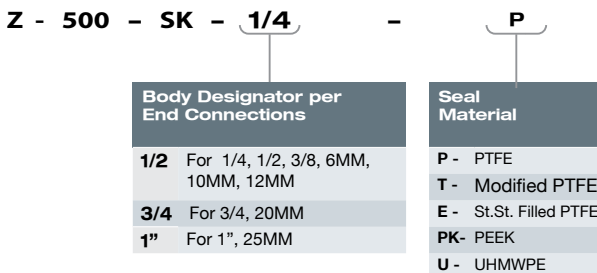 Z - 500 – SK – 1/4 – P
Body Designator per
End Connections
1/2 For 1/4, 1/2, 3/8, 6MM,
10MM, 12MM
3/4 For 3/4, 20MM
1” For 1”, 25MM
Seal
Material
P - PTFE
T - Modified PTFE
E - St.St. Filled PTFE
PK- PEEK
U - UHMWPE